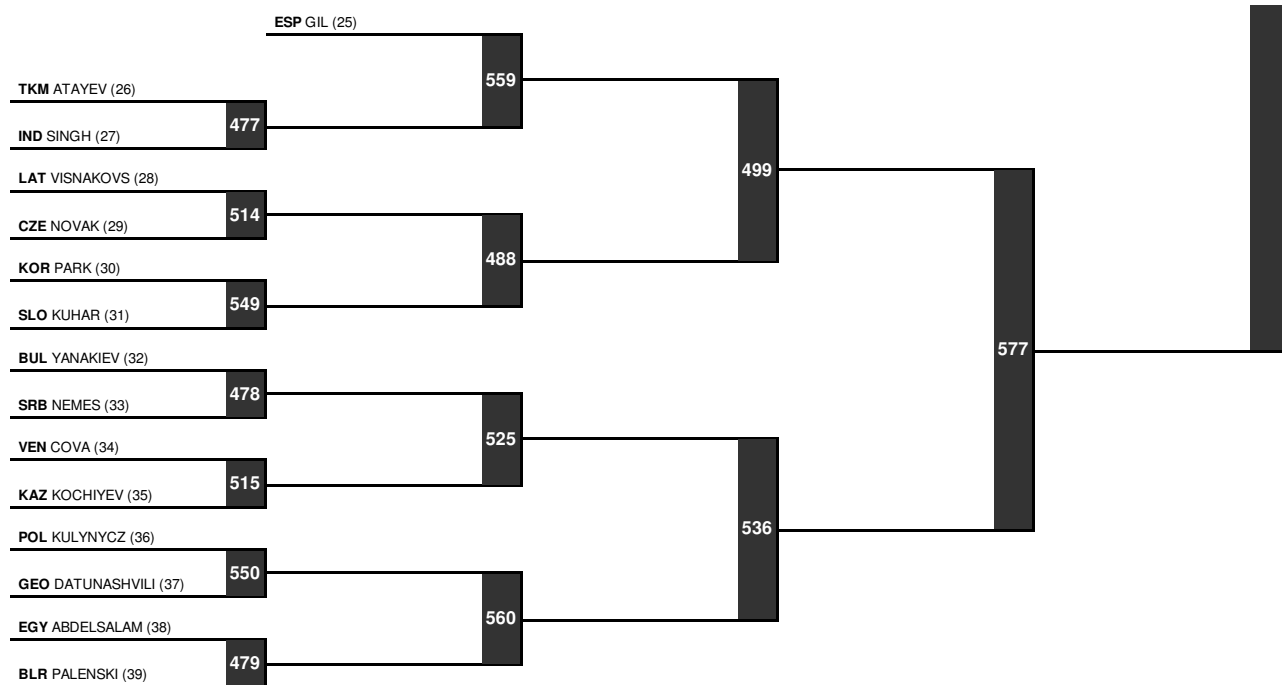 ESP GIL (25)
559
TKM ATAYEV (26)
477
IND SINGH (27)
499
LAT VISNAKOVS (28)
514
CZE NOVAK (29)
488
KOR PARK (30)
549
SLO KUHAR (31)
577
BUL YANAKIEV (32)
478
SRB NEMES (33)
525
VEN COVA (34)
515
KAZ KOCHIYEV (35)
536
POL KULYNYCZ (36)
550
GEO DATUNASHVILI (37)
560
EGY ABDELSALAM (38)
479
BLR PALENSKI (39)